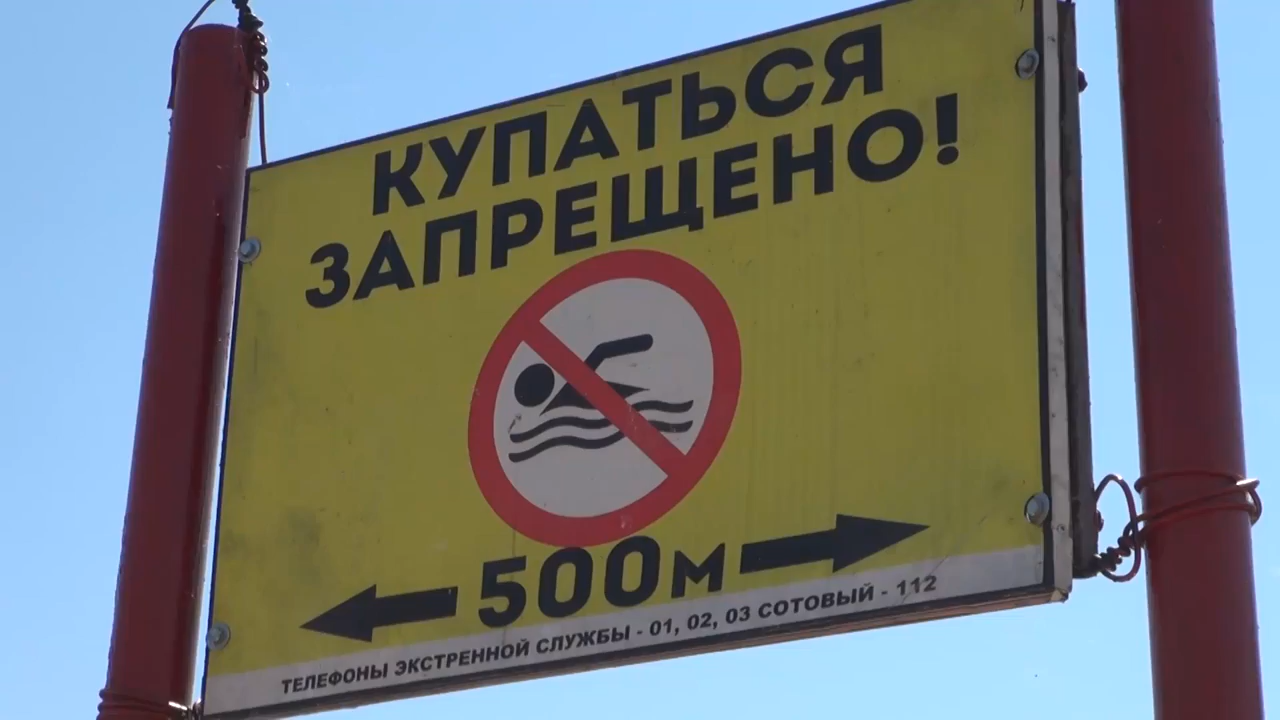 КУПАТЬСЯ
ЗАПРЕЩЕНО!
500м
ТЕЛЕФОНЫ ЭКСТРЕННОЙ СЛУЖБЫ - 01, 02, 03 СОТОВЫЙ - 112